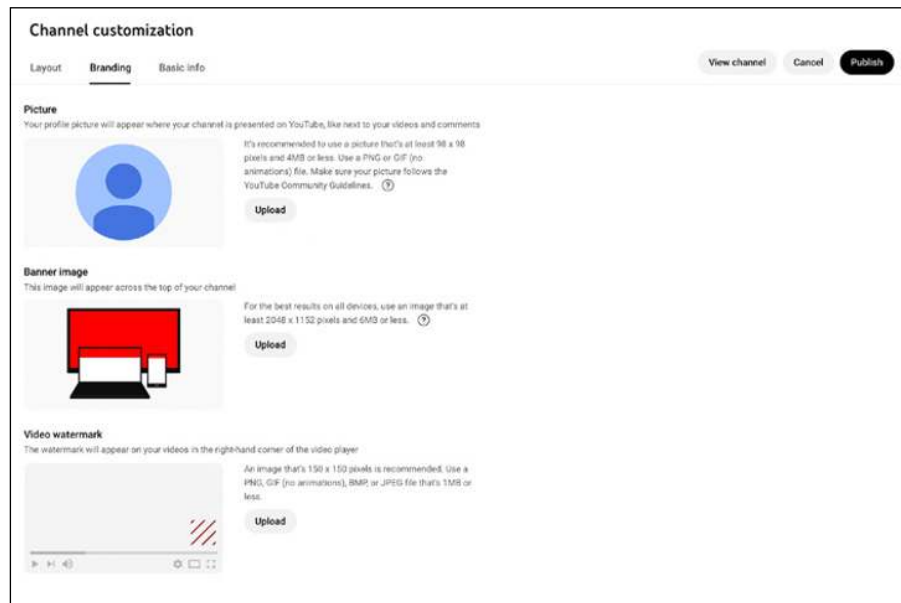 Channel customization
Layout Branding Basic info View channel Cancel Publish
Picture
Your profile picture will appear where your channel is presented on YouTube, like next to your videos and comments
It's recommended to use a picture that's at least 98 x 98
pixels and 4MB or less. Use a PNG or GIF (no
animations) file. Make sure your picture follows the
YouTube Community Guidelines. ?
Upload
Banner image
This image will appear across the top of your channel
For the best results on all devices, use an image that's at
least 2048 x 1152 pixels and 6MB or less. ?
Upload
Video watermark
The watermark will appear on your videos in the right-hand corner of the video player
An image that's 150 x 150 pixels is recommended. Use a
PNG, GIF (no animations), BMP, or JPEG file that's 1MB or
less.
Upload